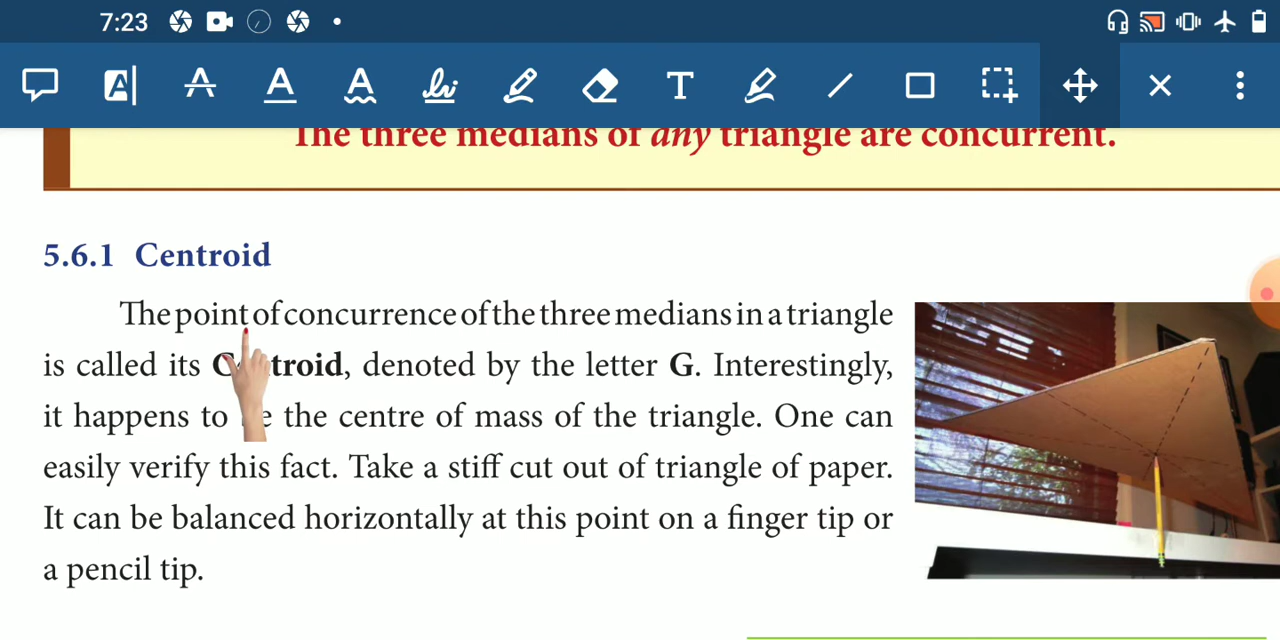 7:23
The three medians of any triangle are concurrent.
5.6.1 Centroid
The point of concurrence of the three medians in a triangle
is called its Centroid, denoted by the letter G. Interestingly,
it happens to be the centre of mass of the triangle. One can
easily verify this fact. Take a stiff cut out of triangle of paper.
It can be balanced horizontally at this point on a finger tip or
a pencil tip.